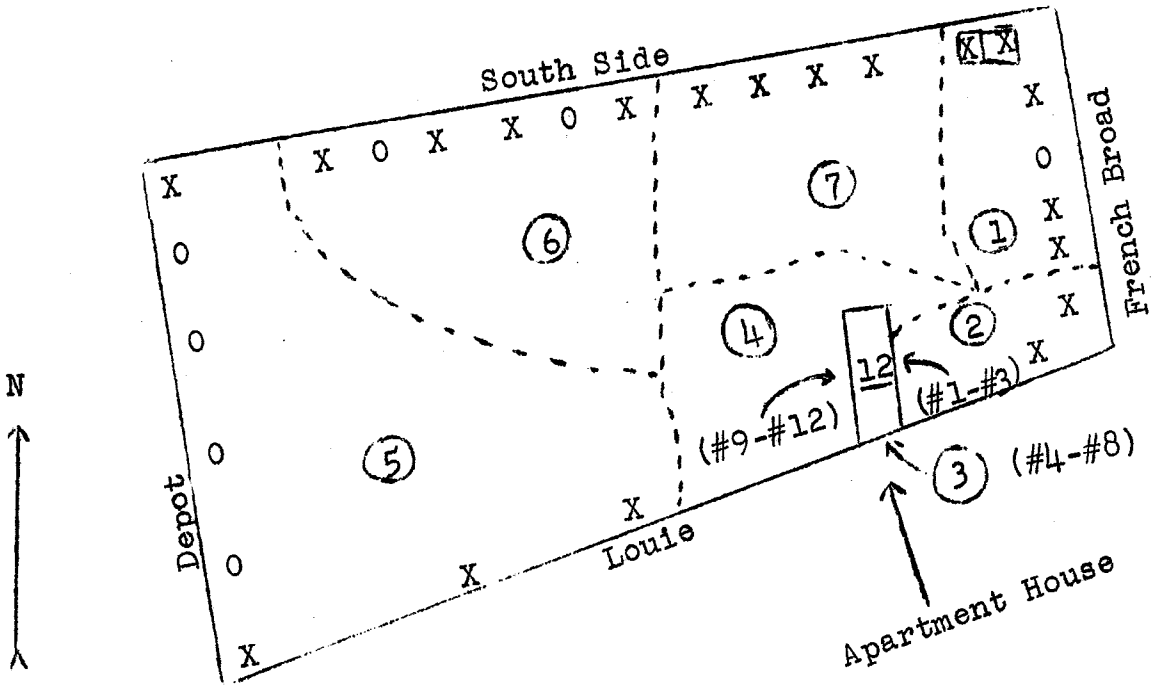 South Side
X X
X O X X O X X X X X X
X O
O X
X
French Broad
7
6
1
X
O
4
2
X
X
N
12
(#1-#3)
(#9-#12)
5
3 (#4-#8)
O
X
Depot
Louie
O
X
Apartment House
X